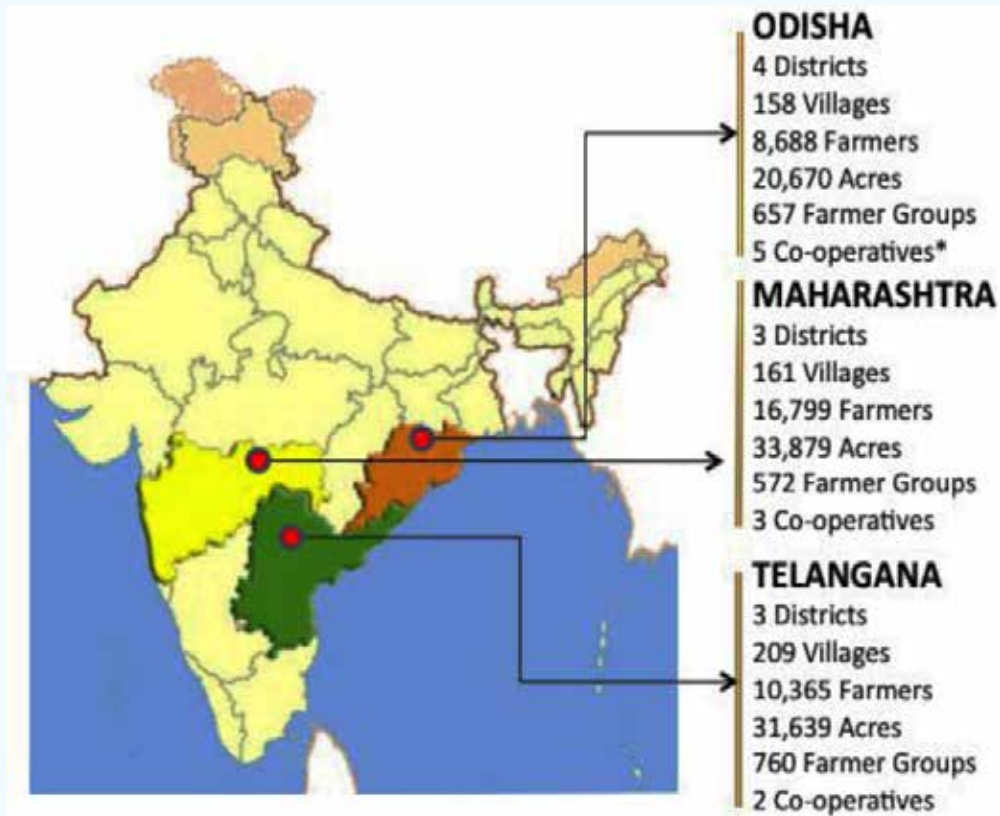 ODISHA
4 Districts
158 Villages
8,688 Farmers
20,670 Acres
657 Farmer Groups
5 Co-operatives*
MAHARASHTRA
3 Districts
161 Villages
16,799 Farmers
33,879 Acres
572 Farmer Groups
3 Co-operatives
TELANGANA
3 Districts
209 Villages
10,365 Farmers
31,639 Acres
760 Farmer Groups
2 Co-operatives